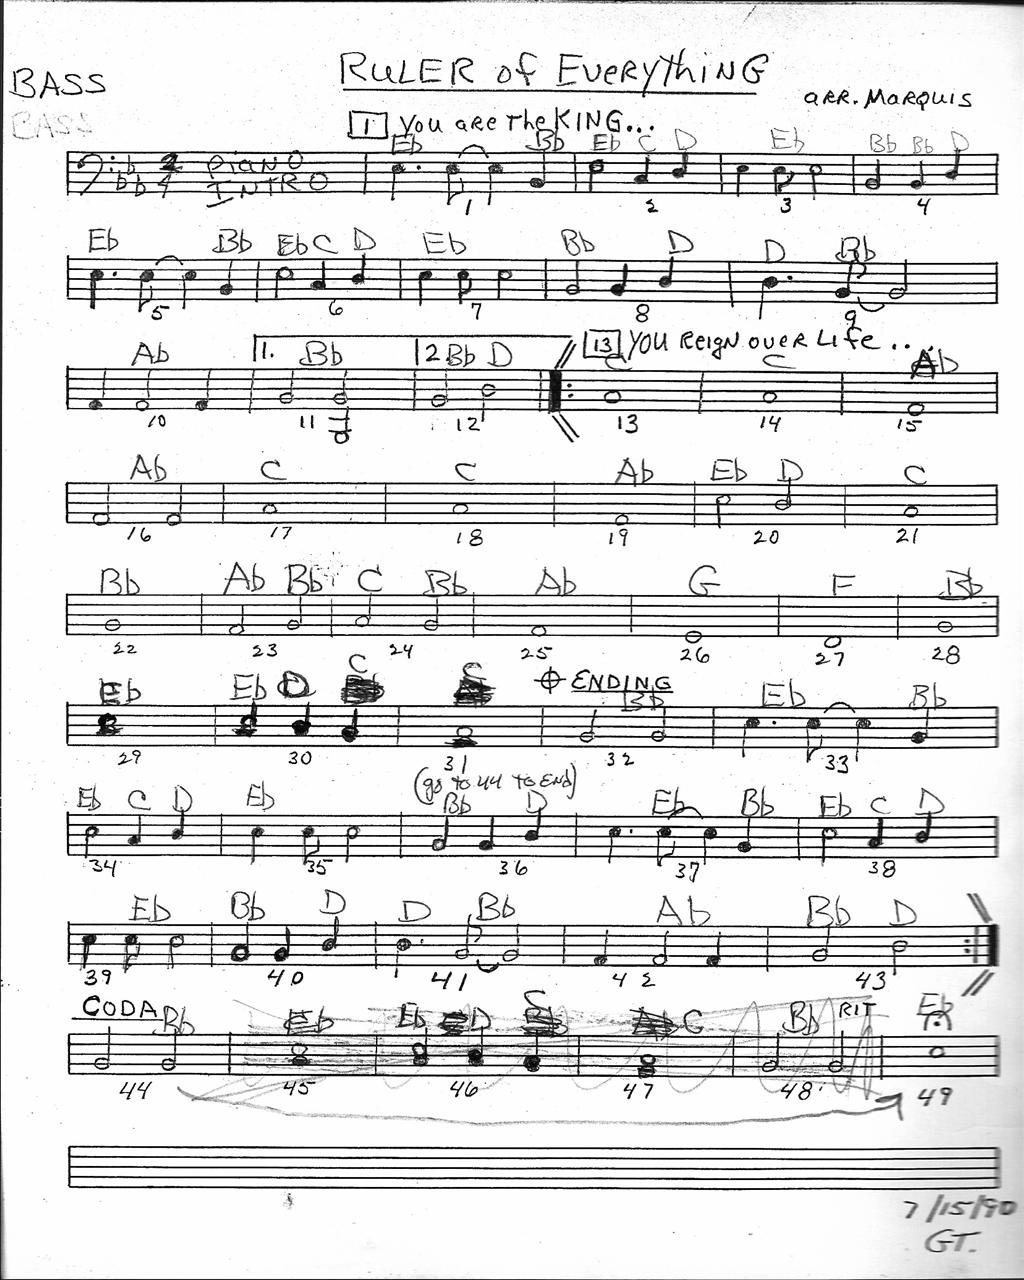 RULER of EVERYTHING
BASS
BASS
ARR. MARQUIS
1 YOU ARE THE KING...
Eb Bb Eb C D Eb Bb Bb D
PIANO
INTRO
1 2 3 4
Eb Bb Eb C D Eb Bb D D Bb
5 6 7 8 9
13 YOU REIGN OVER LIFE...
Ab 1. Bb 2 Bb D C C Ab
10 11 12 13 14 15
Ab C C Ab Eb D C
16 17 18 19 20 21
Bb Ab Bb C Bb Ab G F Bb
22 23 24 25 26 27 28
ENDING
Eb Eb D C C Bb Eb Bb
29 30 31 32 33
(go to 44 to END)
Eb C D Eb Bb D Eb Bb Eb C D
34 35 36 37 38
Eb Bb D D Bb Ab Bb D
39 40 41 42 43
CODA
Bb Eb Eb D C C Bb RIT Eb
44 45 46 47 48 49
7/15/90
GT.